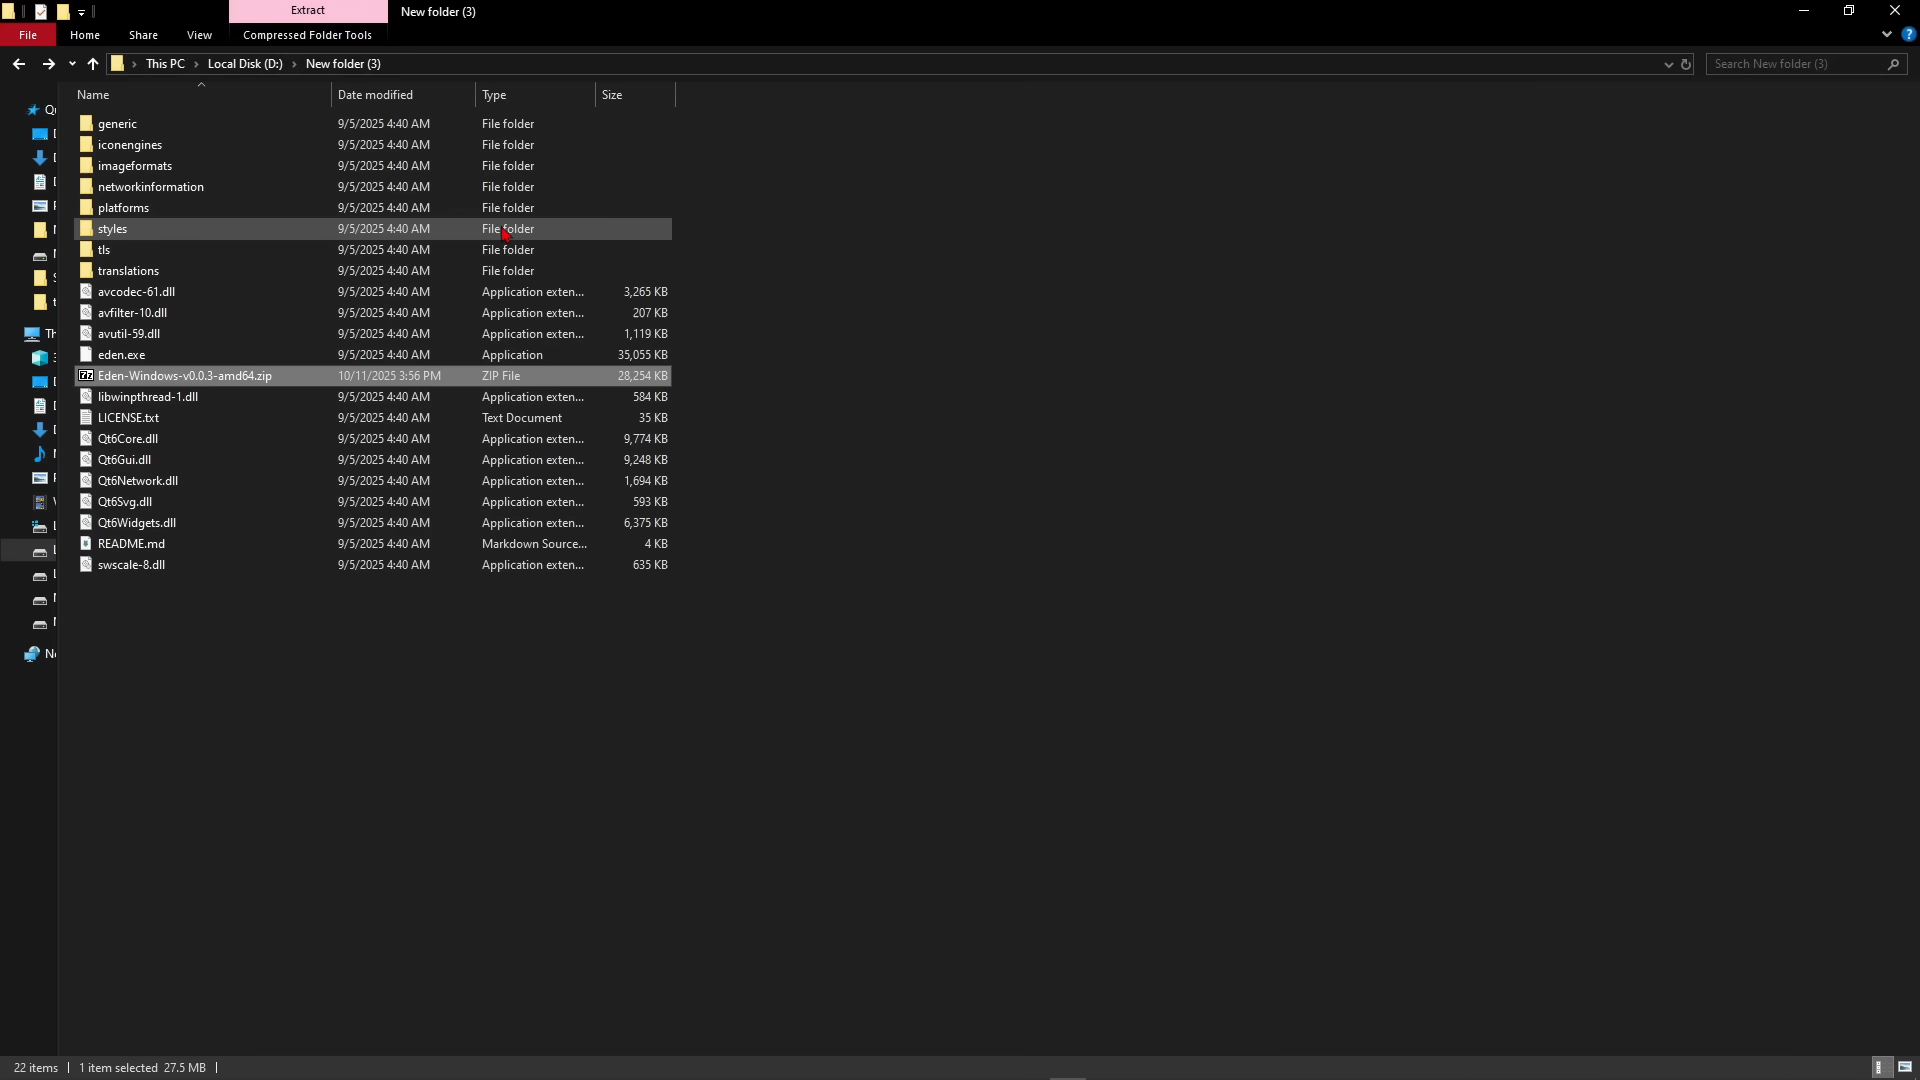 Extract
New folder (3)
File
Home
Share
View
Compressed Folder Tools
This PC
Local Disk (D:)
New folder (3)
Search New folder (3)
Name
Date modified
Type
Size
generic 9/5/2025 4:40 AM File folder
iconengines 9/5/2025 4:40 AM File folder
imageformats 9/5/2025 4:40 AM File folder
networkinformation 9/5/2025 4:40 AM File folder
platforms 9/5/2025 4:40 AM File folder
styles 9/5/2025 4:40 AM File folder
tls 9/5/2025 4:40 AM File folder
translations 9/5/2025 4:40 AM File folder
avcodec-61.dll 9/5/2025 4:40 AM Application exten... 3,265 KB
avfilter-10.dll 9/5/2025 4:40 AM Application exten... 207 KB
avutil-59.dll 9/5/2025 4:40 AM Application exten... 1,119 KB
eden.exe 9/5/2025 4:40 AM Application 35,055 KB
Eden-Windows-v0.0.3-amd64.zip 10/11/2025 3:56 PM ZIP File 28,254 KB
libwinpthread-1.dll 9/5/2025 4:40 AM Application exten... 584 KB
LICENSE.txt 9/5/2025 4:40 AM Text Document 35 KB
Qt6Core.dll 9/5/2025 4:40 AM Application exten... 9,774 KB
Qt6Gui.dll 9/5/2025 4:40 AM Application exten... 9,248 KB
Qt6Network.dll 9/5/2025 4:40 AM Application exten... 1,694 KB
Qt6Svg.dll 9/5/2025 4:40 AM Application exten... 593 KB
Qt6Widgets.dll 9/5/2025 4:40 AM Application exten... 6,375 KB
README.md 9/5/2025 4:40 AM Markdown Source... 4 KB
swscale-8.dll 9/5/2025 4:40 AM Application exten... 635 KB
22 items
1 item selected 27.5 MB